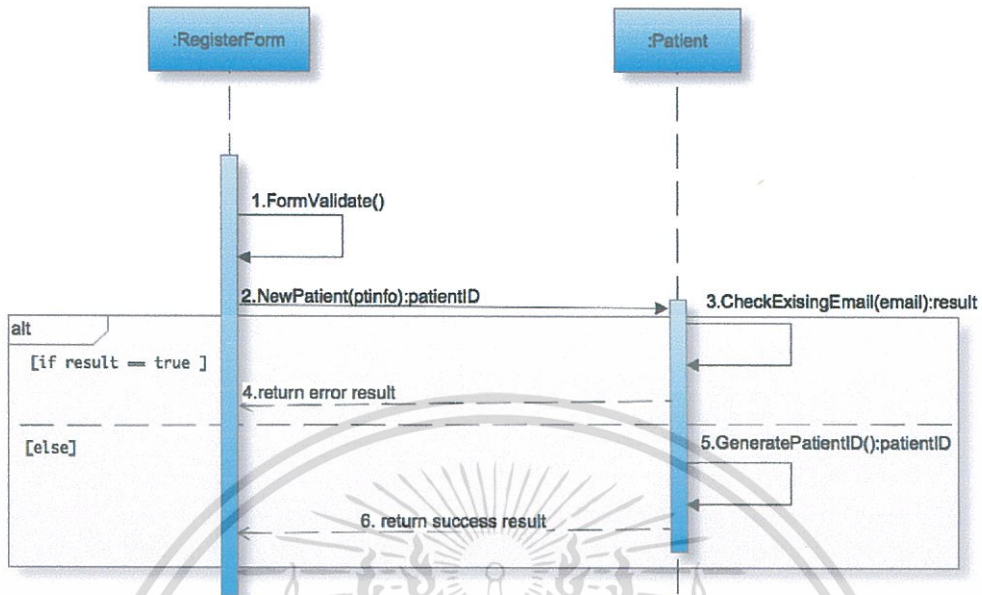 :RegisterForm
:Patient
1.FormValidate()
2.NewPatient(ptinfo):patientID
3.CheckExisingEmail(email):result
alt
[if result == true ]
4.return error result
[else]
5.GeneratePatientID():patientID
6. return success result